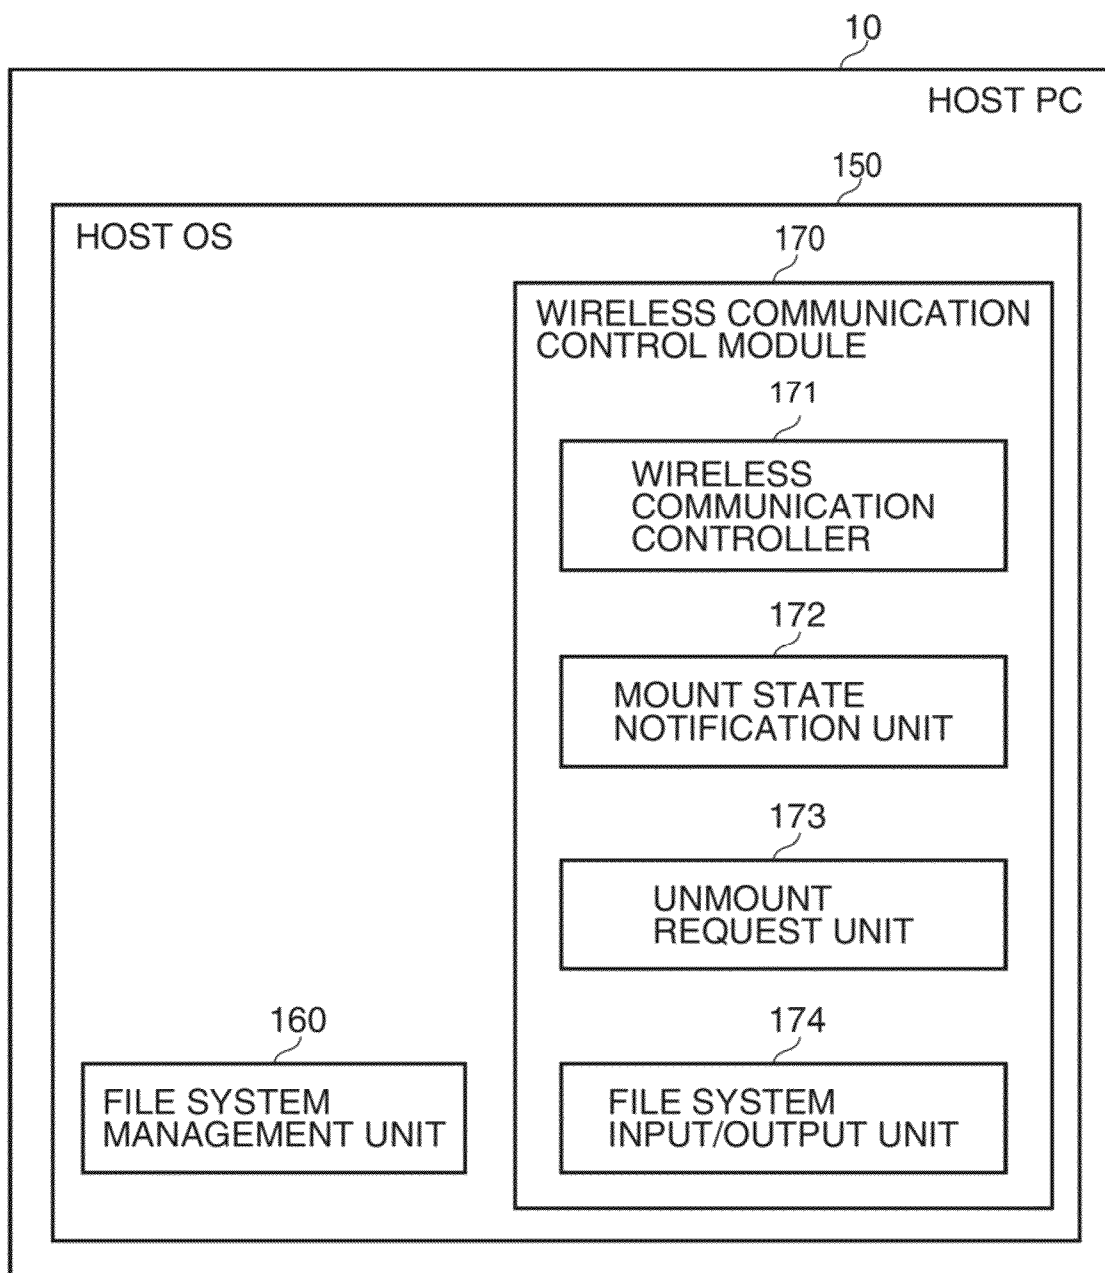 10
HOST PC
150
HOST OS
170
WIRELESS COMMUNICATION
CONTROL MODULE
171
WIRELESS
COMMUNICATION
CONTROLLER
172
MOUNT STATE
NOTIFICATION UNIT
173
UNMOUNT
REQUEST UNIT
160
FILE SYSTEM
MANAGEMENT UNIT
174
FILE SYSTEM
INPUT/OUTPUT UNIT